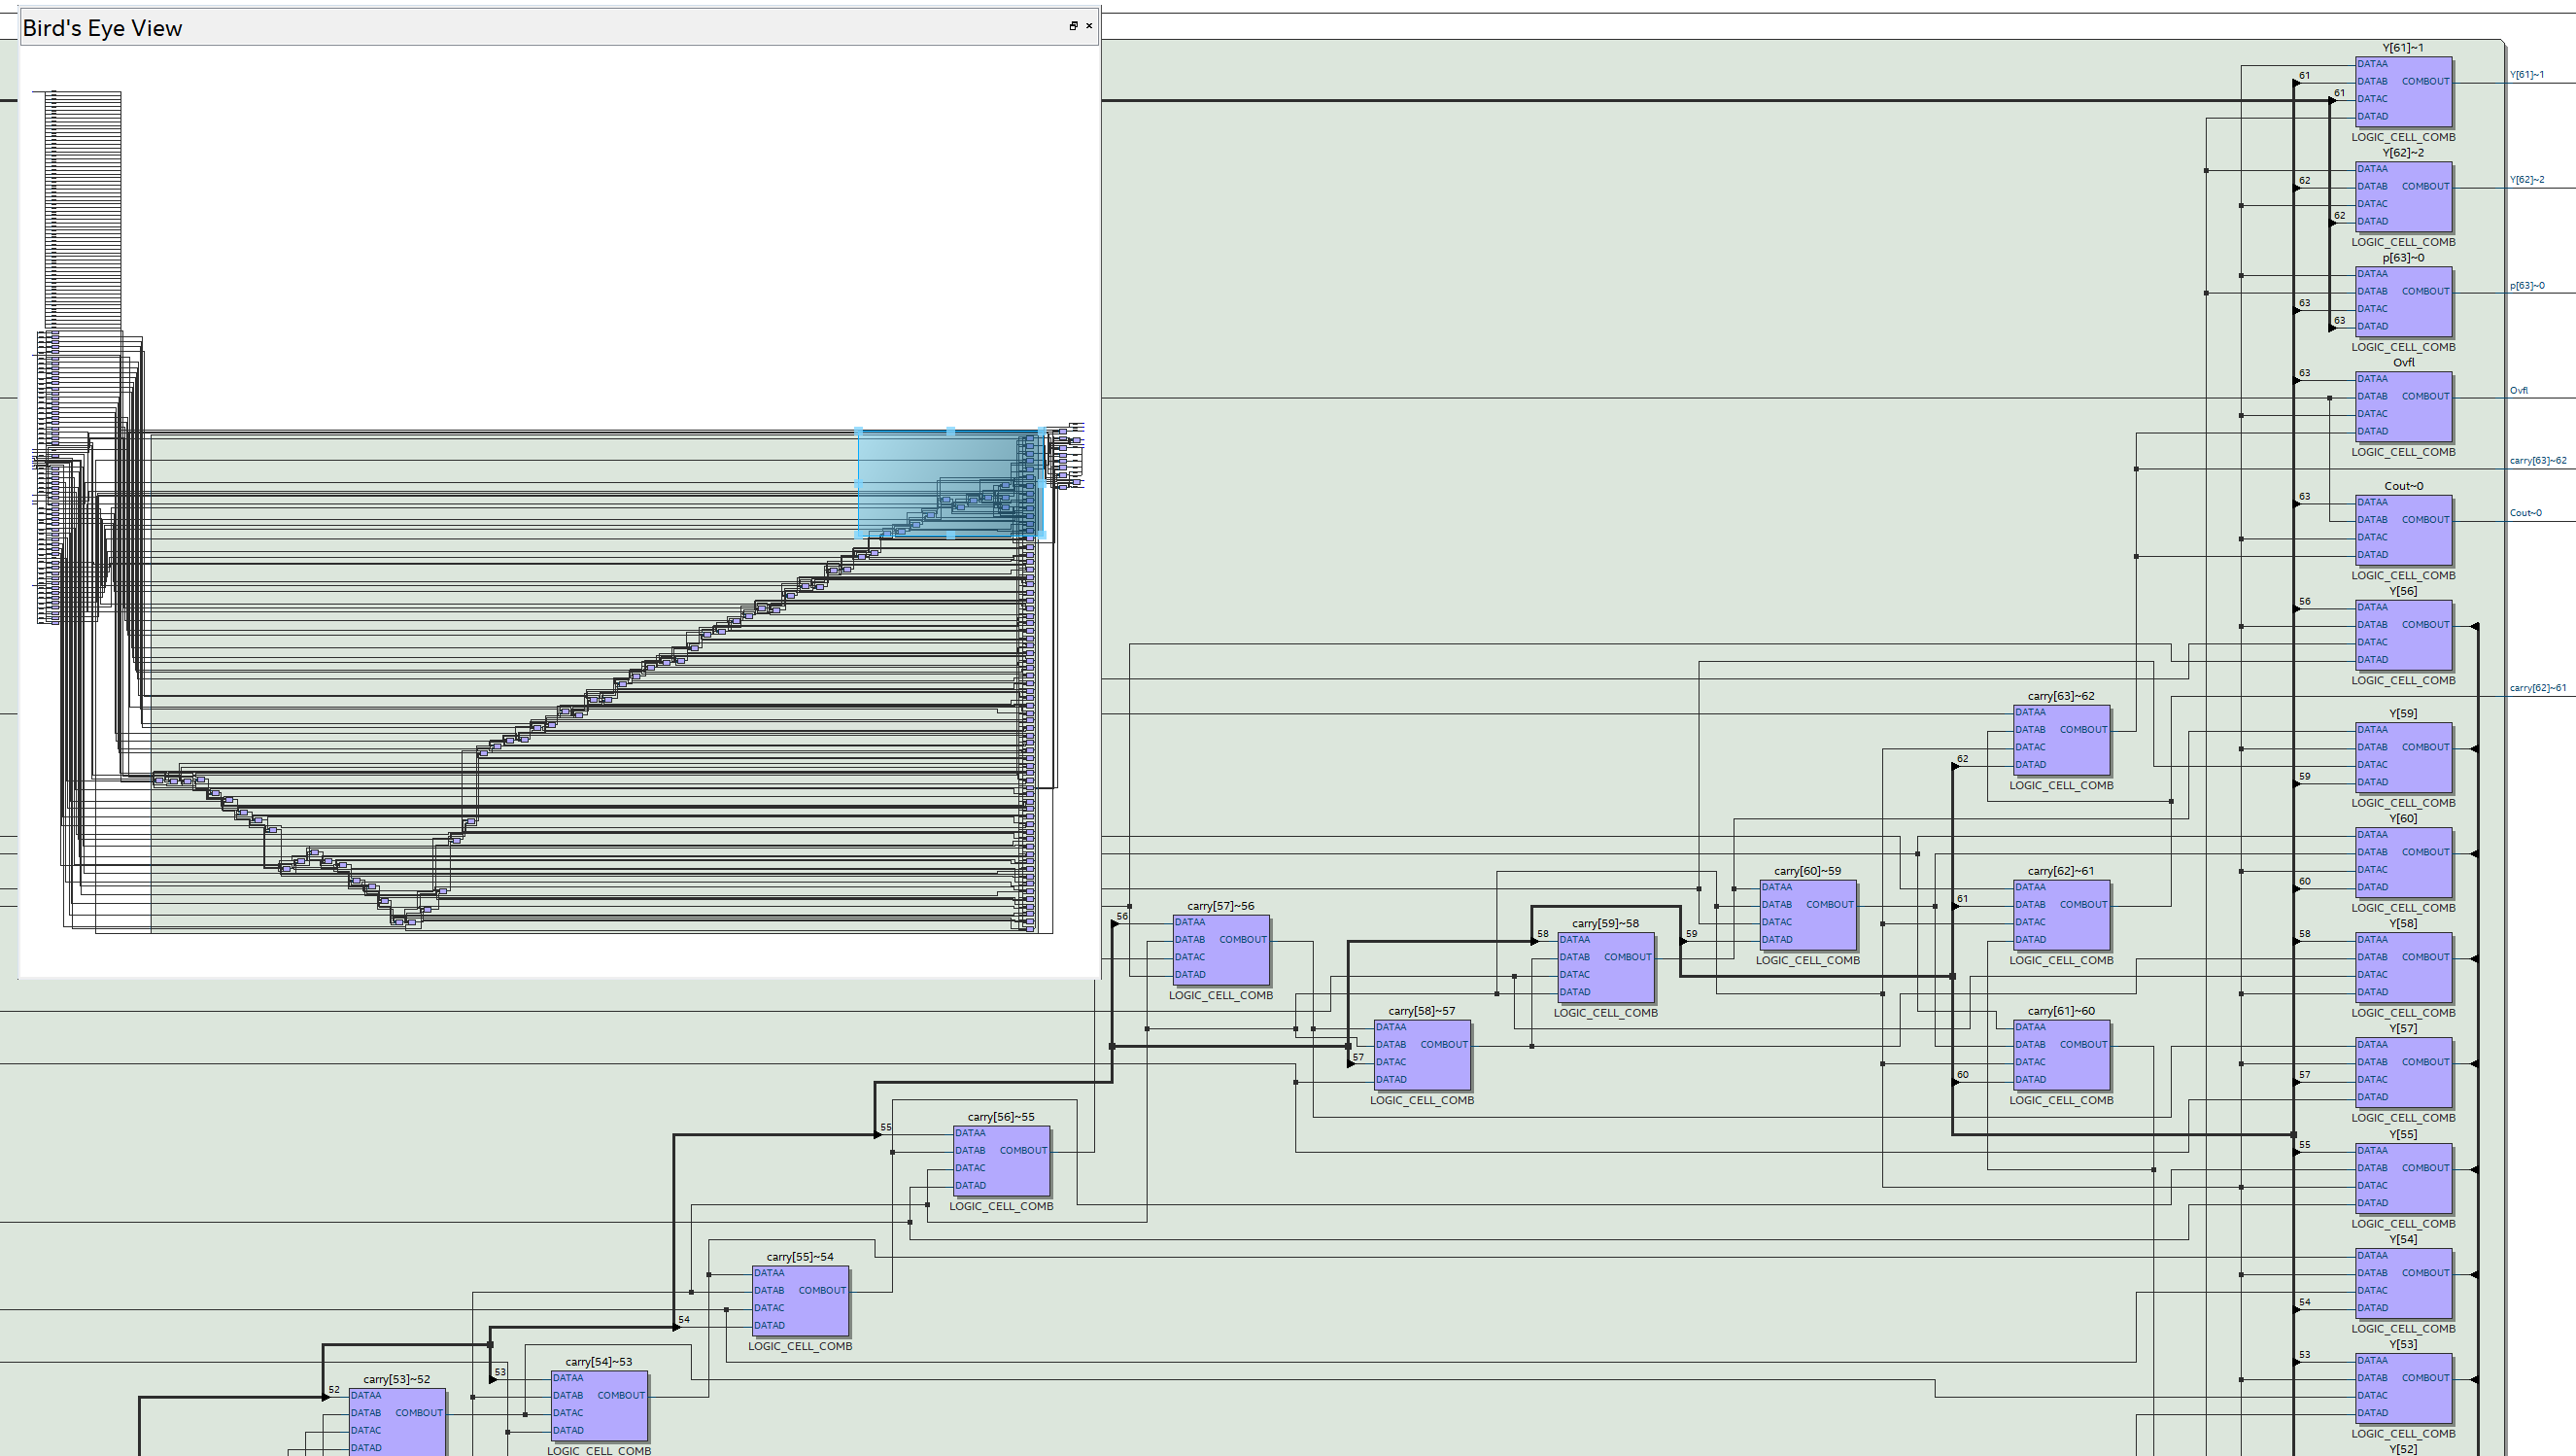 Bird's Eye View
Y[61]~1
61 DATAA
DATAB COMBOUT
61 DATAC
DATAD
LOGIC_CELL_COMB
Y[61]~1
Y[62]~2
DATAA
62 DATAB COMBOUT
DATAC
62 DATAD
LOGIC_CELL_COMB
Y[62]~2
p[63]~0
DATAA
DATAB COMBOUT
63 DATAC
63 DATAD
LOGIC_CELL_COMB
p[63]~0
Ovfl
63 DATAA
DATAB COMBOUT
DATAC
DATAD
LOGIC_CELL_COMB
Ovfl
carry[63]~62
Cout~0
63 DATAA
DATAB COMBOUT
DATAC
DATAD
LOGIC_CELL_COMB
Cout~0
Y[56]
56 DATAA
DATAB COMBOUT
DATAC
DATAD
LOGIC_CELL_COMB
carry[62]~61
carry[63]~62
DATAA
DATAB COMBOUT
DATAC
62 DATAD
LOGIC_CELL_COMB
Y[59]
DATAA
DATAB COMBOUT
DATAC
59 DATAD
LOGIC_CELL_COMB
Y[60]
DATAA
DATAB COMBOUT
DATAC
60 DATAD
LOGIC_CELL_COMB
carry[60]~59
DATAA
DATAB COMBOUT
DATAC
59 DATAD
LOGIC_CELL_COMB
carry[62]~61
DATAA
61 DATAB COMBOUT
DATAC
DATAD
LOGIC_CELL_COMB
carry[57]~56
56 DATAA
DATAB COMBOUT
DATAC
DATAD
LOGIC_CELL_COMB
carry[59]~58
58 DATAA
DATAB COMBOUT
DATAC
DATAD
LOGIC_CELL_COMB
Y[58]
58 DATAA
DATAB COMBOUT
DATAC
DATAD
LOGIC_CELL_COMB
carry[58]~57
DATAA
DATAB COMBOUT
57 DATAC
DATAD
LOGIC_CELL_COMB
carry[61]~60
DATAA
DATAB COMBOUT
DATAC
60 DATAD
LOGIC_CELL_COMB
Y[57]
DATAA
DATAB COMBOUT
57 DATAC
DATAD
LOGIC_CELL_COMB
carry[56]~55
55 DATAA
DATAB COMBOUT
DATAC
DATAD
LOGIC_CELL_COMB
Y[55]
55 DATAA
DATAB COMBOUT
DATAC
DATAD
LOGIC_CELL_COMB
carry[55]~54
DATAA
DATAB COMBOUT
DATAC
54 DATAD
LOGIC_CELL_COMB
Y[54]
DATAA
DATAB COMBOUT
DATAC
54 DATAD
LOGIC_CELL_COMB
carry[54]~53
53 DATAA
DATAB COMBOUT
DATAC
DATAD
LOGIC_CELL_COMB
carry[53]~52
52 DATAA
DATAB COMBOUT
DATAC
DATAD
Y[53]
53 DATAA
DATAB COMBOUT
DATAC
DATAD
LOGIC_CELL_COMB
Y[52]